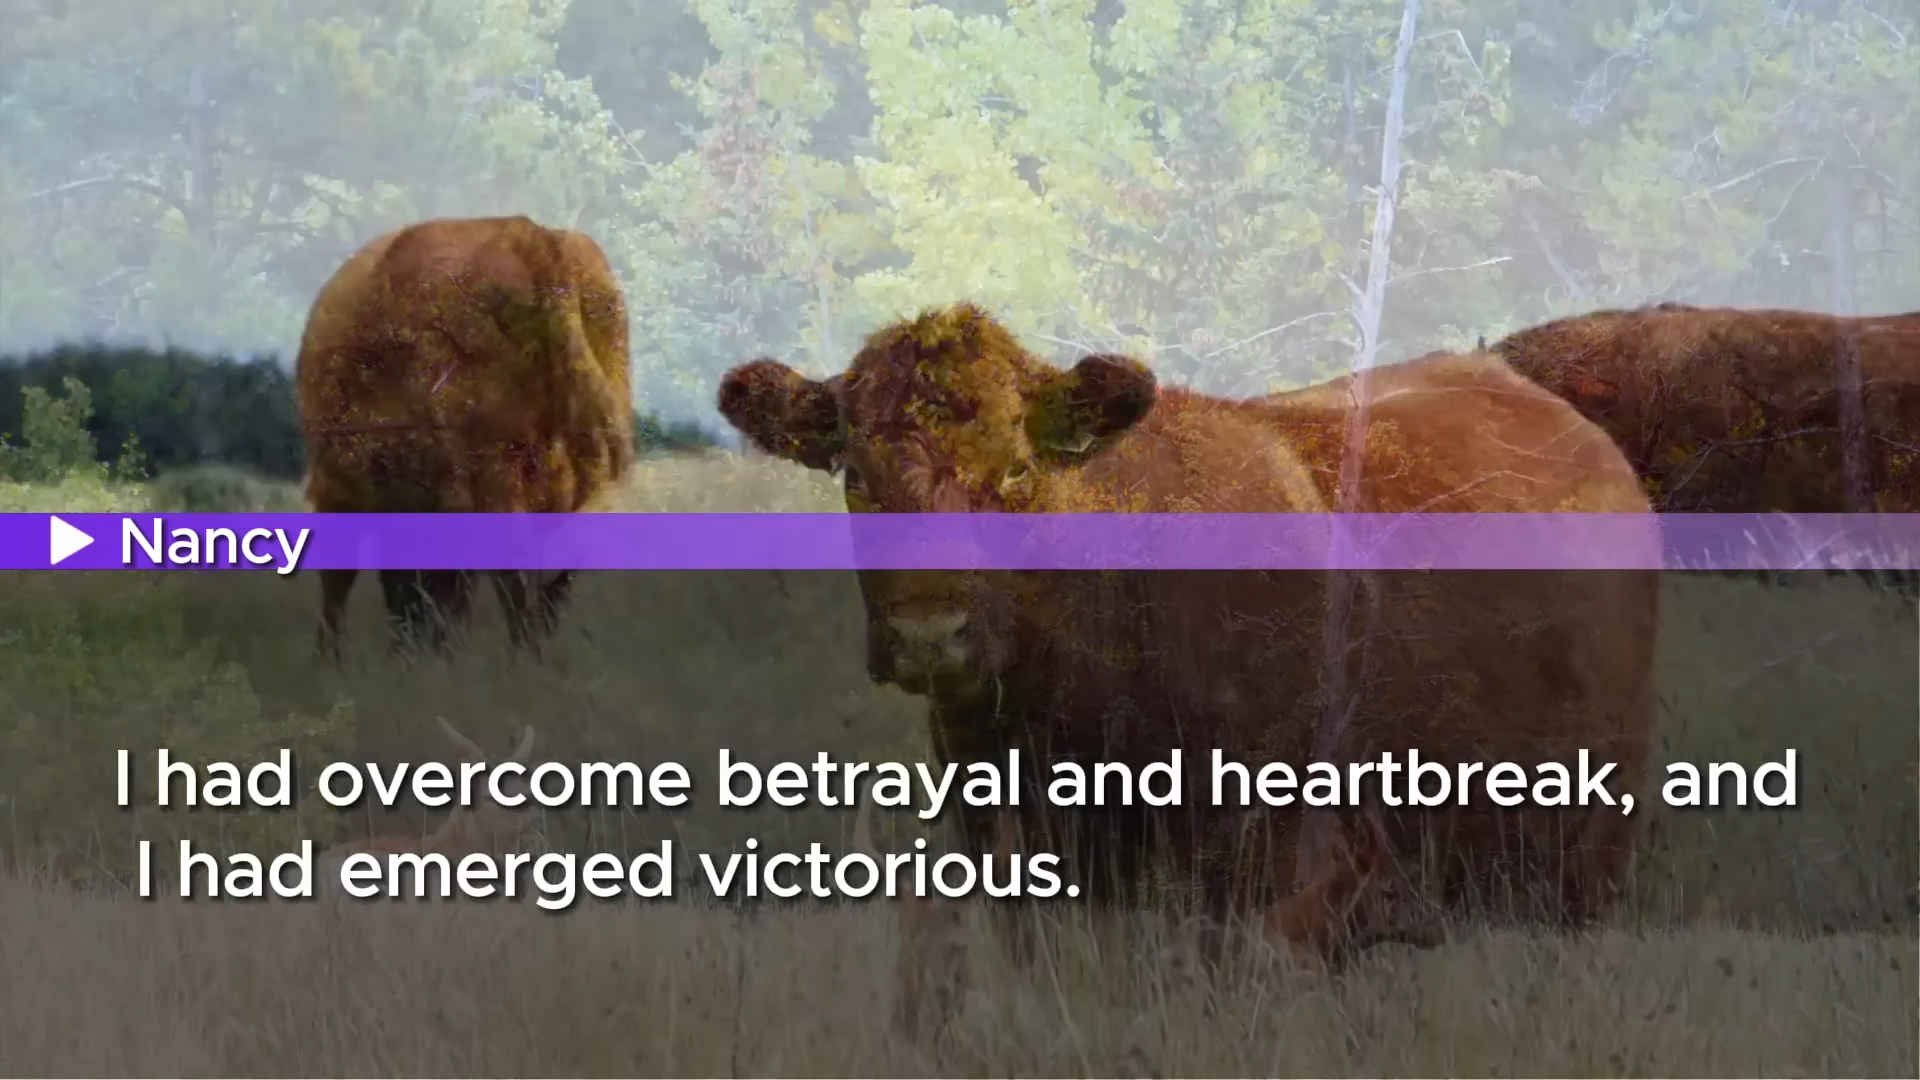 Nancy
I had overcome betrayal and heartbreak, and
I had emerged victorious.